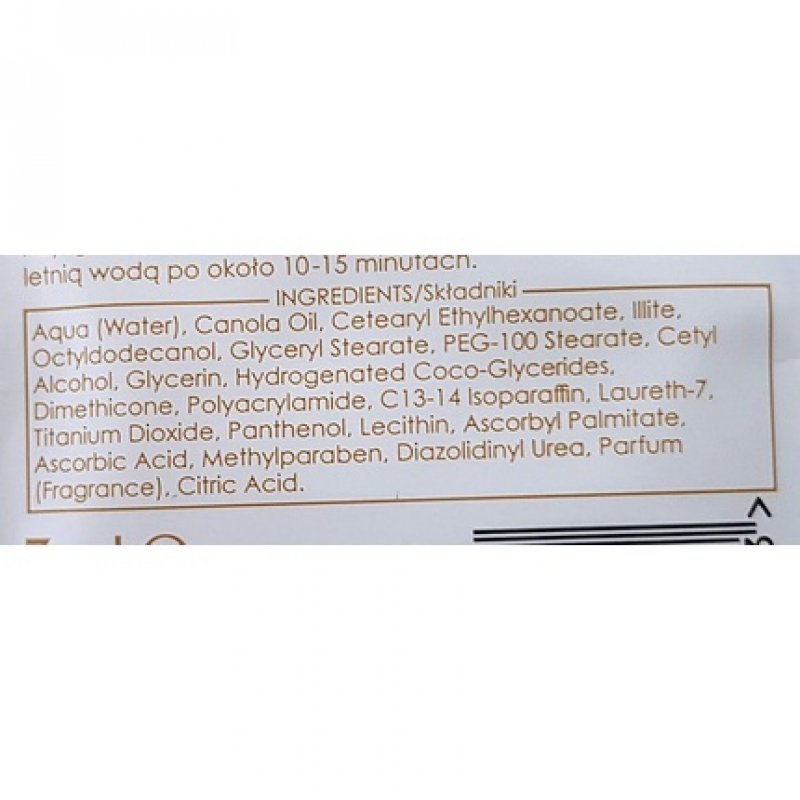 letnią wodą po około 10-15 minutach.
INGREDIENTS/Składniki
Aqua (Water), Canola Oil, Cetearyl Ethylhexanoate, Illite,
Octyldodecanol, Glyceryl Stearate, PEG-100 Stearate, Cetyl
Alcohol, Glycerin, Hydrogenated Coco-Glycerides,
Dimethicone, Polyacrylamide, C13-14 Isoparaffin, Laureth-7,
Titanium Dioxide, Panthenol, Lecithin, Ascorbyl Palmitate,
Ascorbic Acid, Methylparaben, Diazolidinyl Urea, Parfum
(Fragrance), Citric Acid.